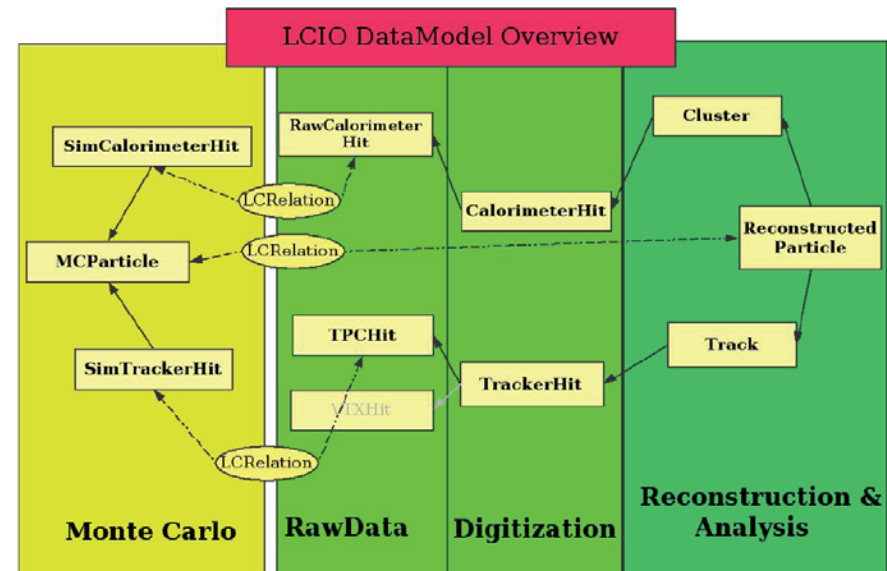 LCIO DataModel Overview
SimCalorimeterHit
LCRelation
MCParticle
LCRelation
SimTrackerHit
LCRelation
Monte Carlo
RawCalorimeter
Hit
TPCHit
VTXHit
RawData
CalorimeterHit
TrackerHit
Digitization
Cluster
Reconstructed
Particle
Track
Reconstruction &
Analysis